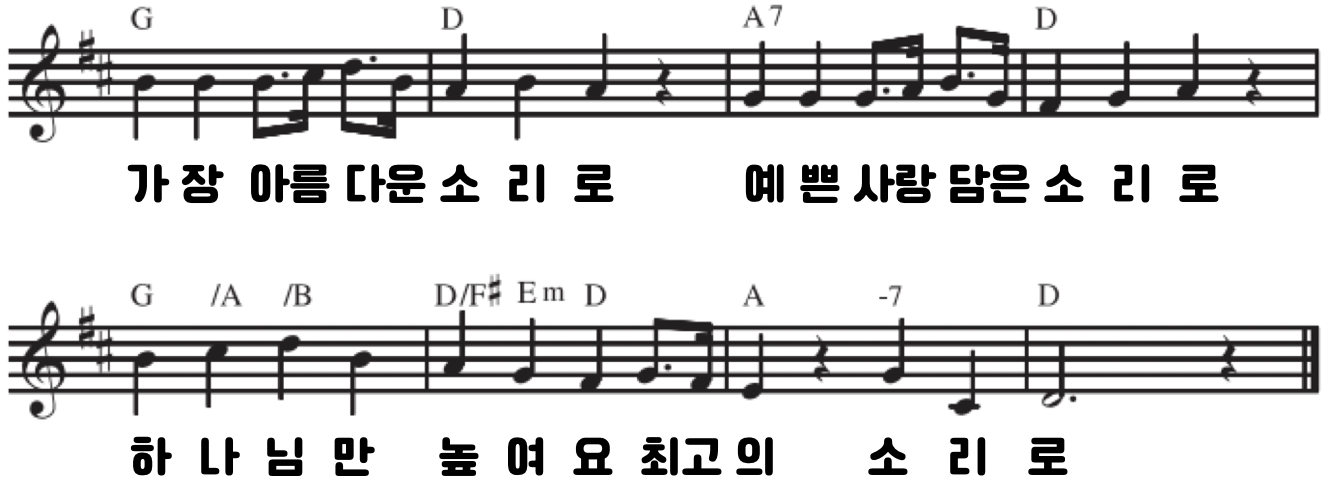 G D A7 D
가 장 아름 다운 소 리 로 예 쁜 사랑 담은 소 리 로
G /A /B D/F# Em D A -7 D
하 나 님 만 높 여 요 최고의 소 리 로